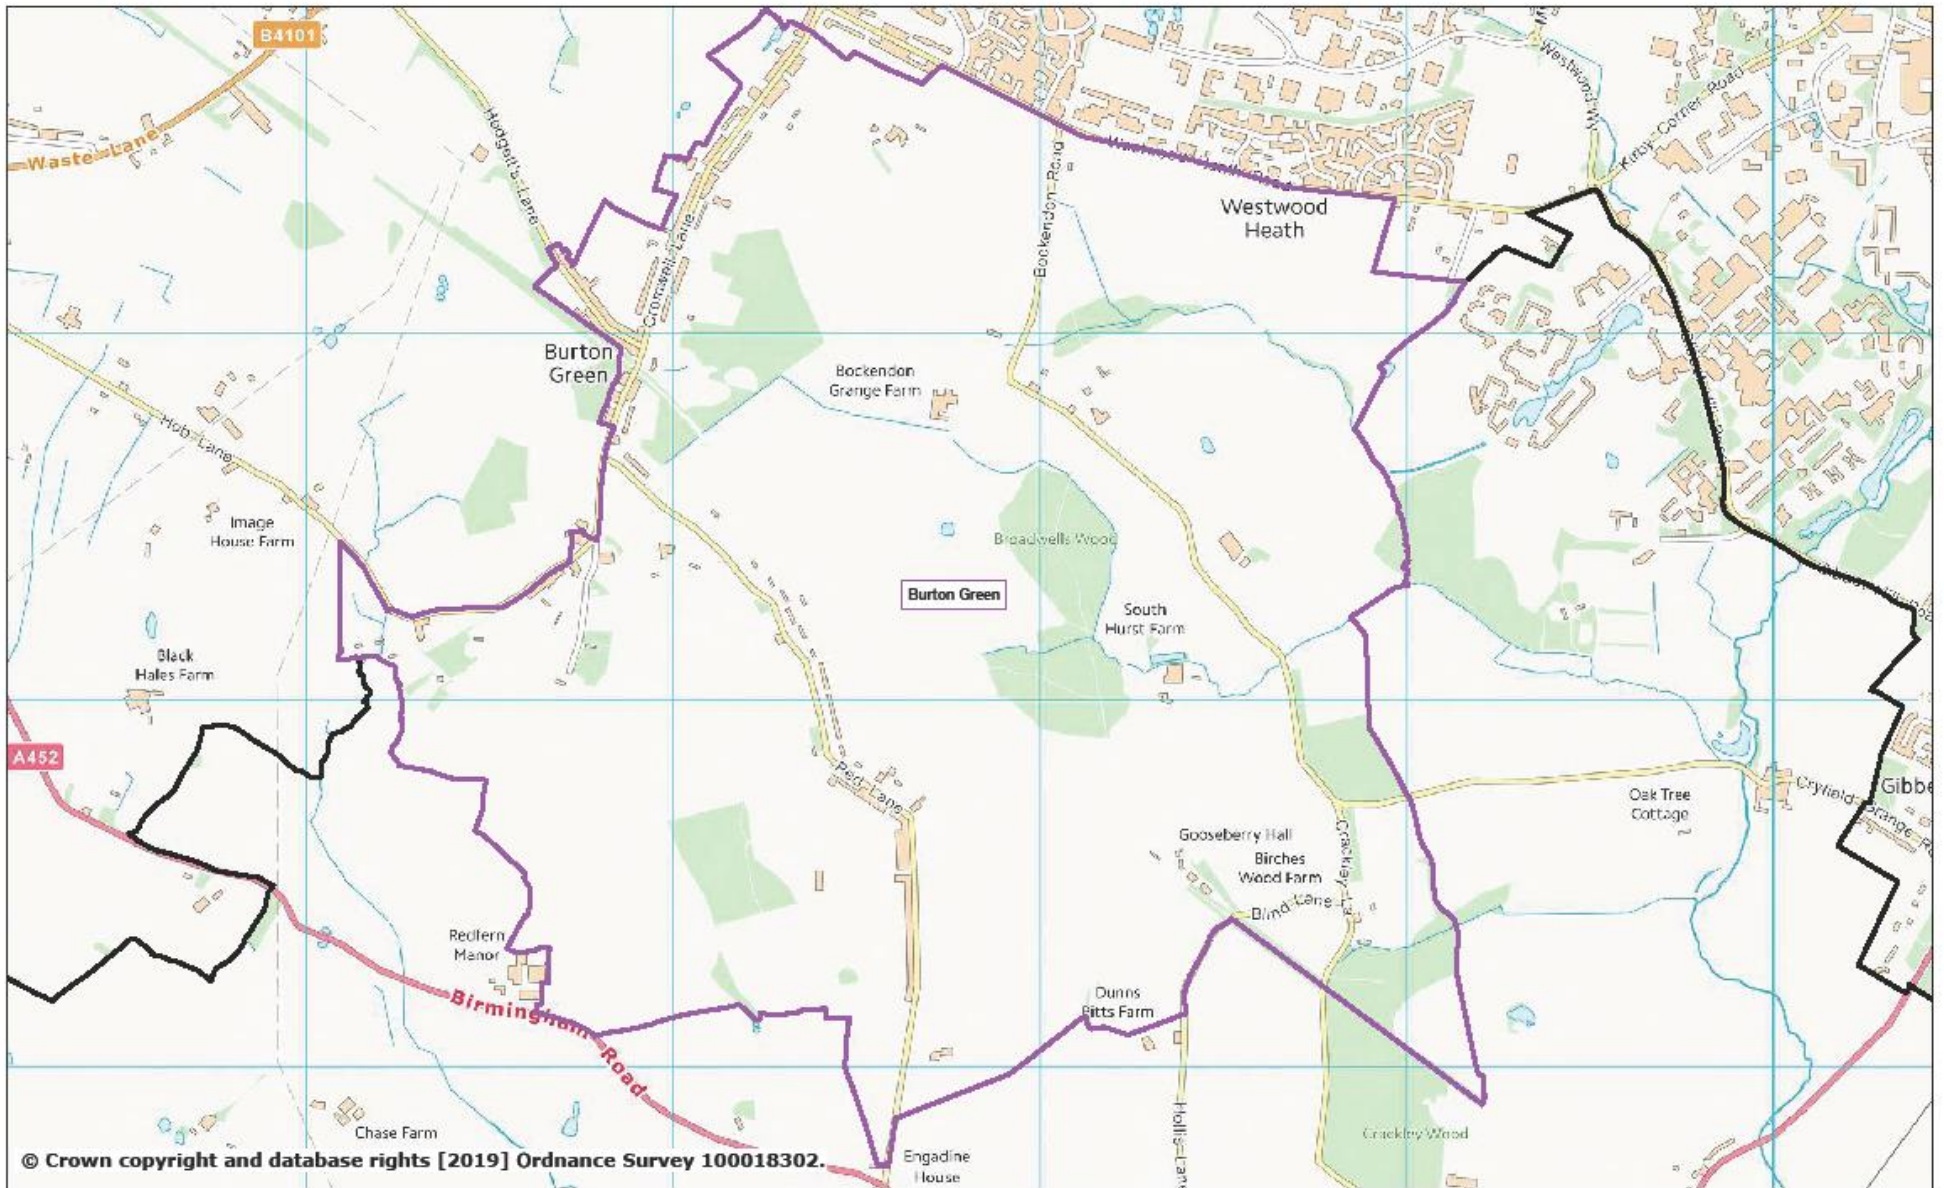 B4101
Waste Lane
Hodgett's Lane
Cromwell Lane
Bockendon Road
Westwood Heath Road
Westwood Way
Kirby Corner Road
Westwood
Heath
Burton
Green
Bockendon
Grange Farm
Hob Lane
Image
House Farm
Broadwells Wood
Burton Green
South
Hurst Farm
Black
Hales Farm
A452
Red Lane
Oak Tree
Cottage
Cryfield Grange R
Gibbe
Gooseberry Hall
Birches
Wood Farm
Crackley La
Blind Lane
Redfern
Manor
Birmingham Road
Dunns
Pitts Farm
Hollis Lane
Chase Farm
Crackley Wood
Engadine
House
© Crown copyright and database rights [2019] Ordnance Survey 100018302.